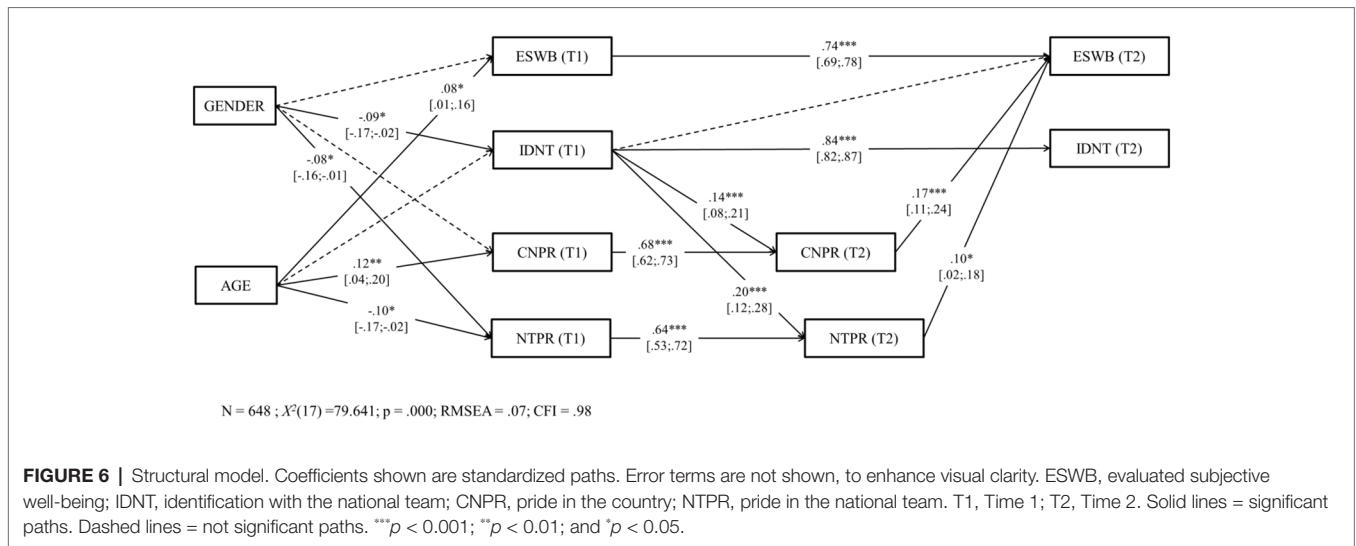 ESWB (T1)
.74***
[.69;.78]
ESWB (T2)
.08*
[.01;.16]
GENDER
-.09*
[-.17;-.02]
IDNT (T1)
.84***
[.82;.87]
IDNT (T2)
-.08*
[-.16;-.01]
.14***
[.08;.21]
.17***
[.11;.24]
CNPR (T1)
.68***
[.62;.73]
CNPR (T2)
AGE
.12**
[.04;.20]
.10*
[.02;.18]
.20***
[.12;.28]
-.10*
[-.17;-.02]
NTPR (T1)
.64***
[.53;.72]
NTPR (T2)
N = 648 ; X²(17) =79.641; p = .000; RMSEA = .07; CFI = .98
FIGURE 6 | Structural model. Coefficients shown are standardized paths. Error terms are not shown, to enhance visual clarity. ESWB, evaluated subjective
well-being; IDNT, identification with the national team; CNPR, pride in the country; NTPR, pride in the national team. T1, Time 1; T2, Time 2. Solid lines = significant
paths. Dashed lines = not significant paths. ***p < 0.001; **p < 0.01; and *p < 0.05.